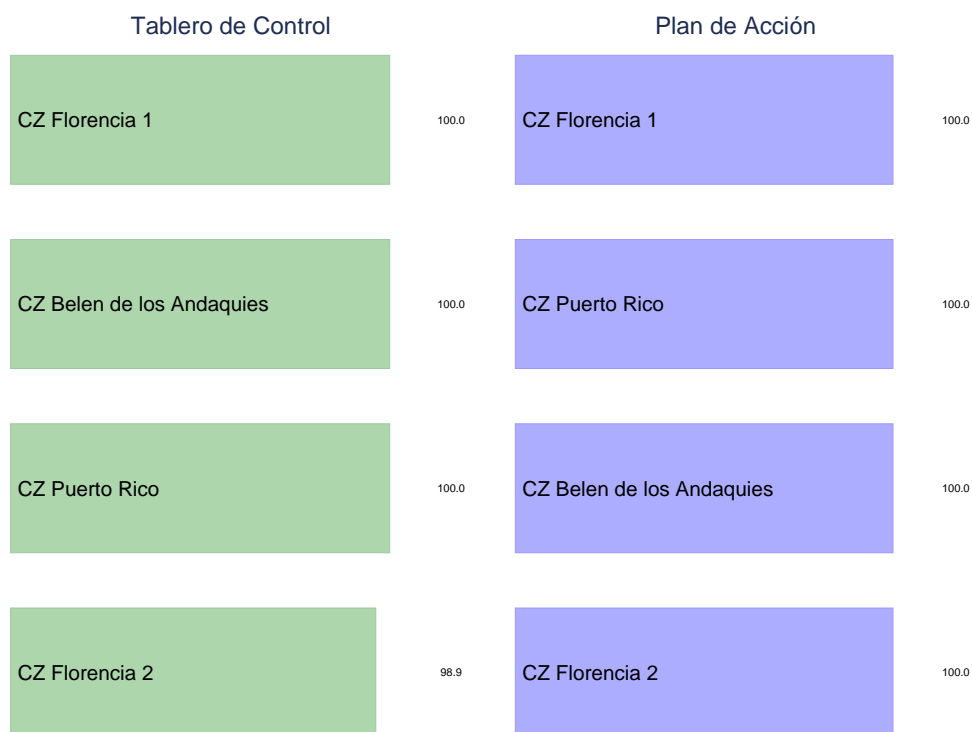 Tablero de Control
Plan de Acción
CZ Florencia 1
100.0
CZ Florencia 1
100.0
CZ Belen de los Andaquies
100.0
CZ Puerto Rico
100.0
CZ Puerto Rico
100.0
CZ Belen de los Andaquies
100.0
CZ Florencia 2
98.9
CZ Florencia 2
100.0